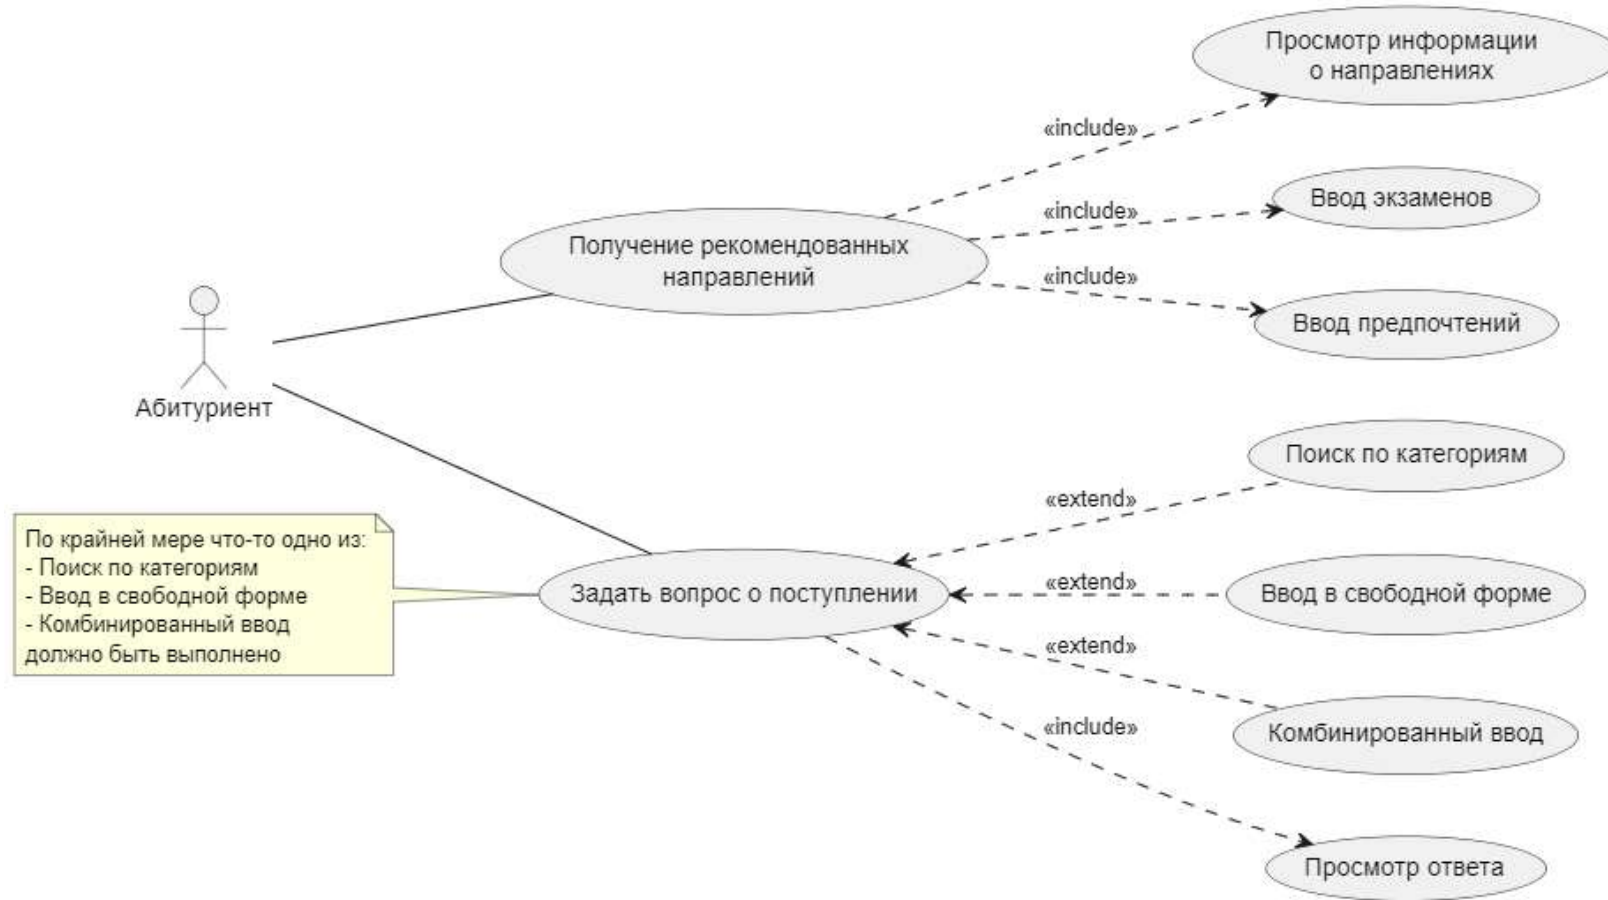 Просмотр информации
о направлениях
«include»
Ввод экзаменов
«include»
Получение рекомендованных
направлений
«include»
Ввод предпочтений
Абитуриент
Поиск по категориям
«extend»
По крайней мере что-то одно из:
- Поиск по категориям
- Ввод в свободной форме
- Комбинированный ввод
должно быть выполнено
Задать вопрос о поступлении
«extend»
Ввод в свободной форме
«extend»
Комбинированный ввод
«include»
Просмотр ответа